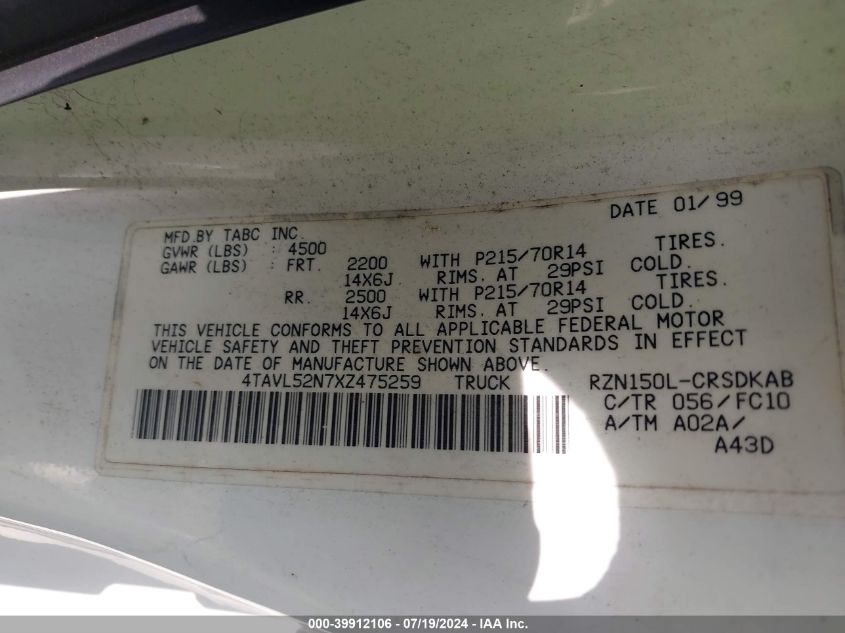 DATE 01/99
MFD.BY TABC INC.
GVWR (LBS) : 4500
GAWR (LBS) : FRT. 2200 WITH P215/70R14 TIRES.
14X6J RIMS. AT 29PSI COLD.
RR. 2500 WITH P215/70R14 TIRES.
14X6J RIMS. AT 29PSI COLD.
THIS VEHICLE CONFORMS TO ALL APPLICABLE FEDERAL MOTOR
VEHICLE SAFETY AND THEFT PREVENTION STANDARDS IN EFFECT
ON THE DATE OF MANUFACTURE SHOWN ABOVE.
4TAVL52N7XZ475259 TRUCK RZN150L-CRSDKAB
C/TR 056/FC10
A/TM A02A/
A43D
000-39912106 - 07/19/2024 - IAA Inc.